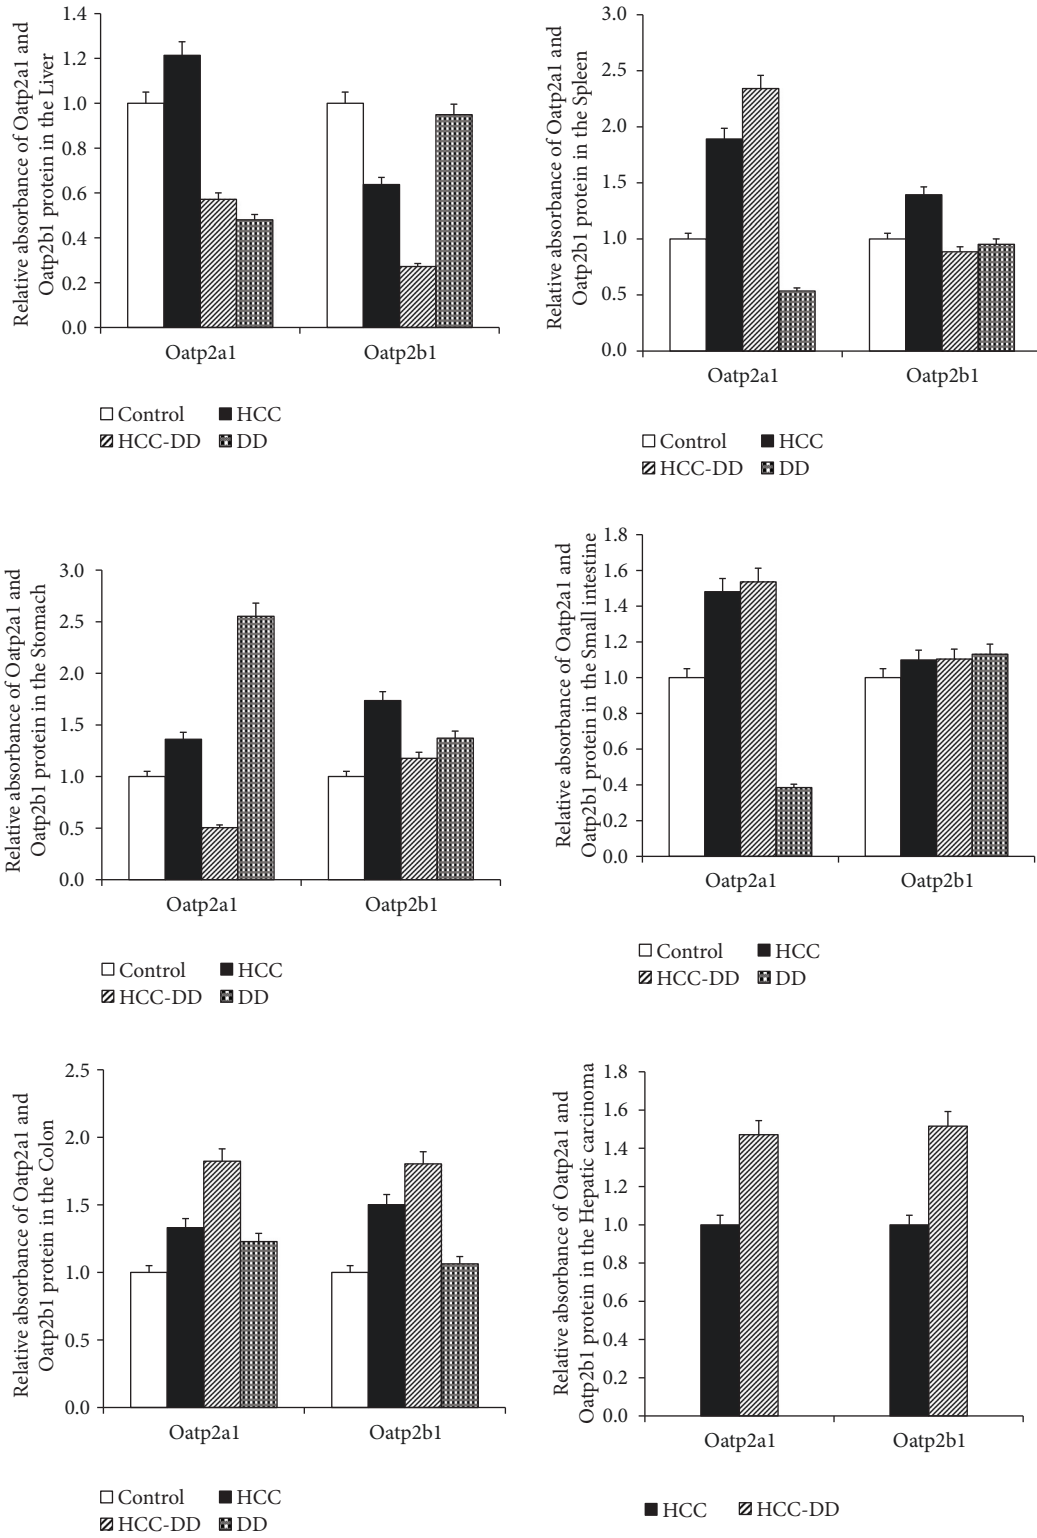 Relative absorbance of Oatp2a1 and
Oatp2b1 protein in the Liver
1.4
1.2
1.0
0.8
0.6
0.4
0.2
0.0
Oatp2a1 Oatp2b1
Control HCC
HCC-DD DD
Relative absorbance of Oatp2a1 and
Oatp2b1 protein in the Spleen
3.0
2.5
2.0
1.5
1.0
0.5
0.0
Oatp2a1 Oatp2b1
Control HCC
HCC-DD DD
Relative absorbance of Oatp2a1 and
Oatp2b1 protein in the Stomach
3.0
2.5
2.0
1.5
1.0
0.5
0.0
Oatp2a1 Oatp2b1
Control HCC
HCC-DD DD
Relative absorbance of Oatp2a1 and
Oatp2b1 protein in the Small intestine
1.8
1.6
1.4
1.2
1.0
0.8
0.6
0.4
0.2
0.0
Oatp2a1 Oatp2b1
Control HCC
HCC-DD DD
Relative absorbance of Oatp2a1 and
Oatp2b1 protein in the Colon
2.5
2.0
1.5
1.0
0.5
0.0
Oatp2a1 Oatp2b1
Control HCC
HCC-DD DD
Relative absorbance of Oatp2a1 and
Oatp2b1 protein in the Hepatic carcinoma
1.8
1.6
1.4
1.2
1.0
0.8
0.6
0.4
0.2
0.0
Oatp2a1 Oatp2b1
HCC HCC-DD